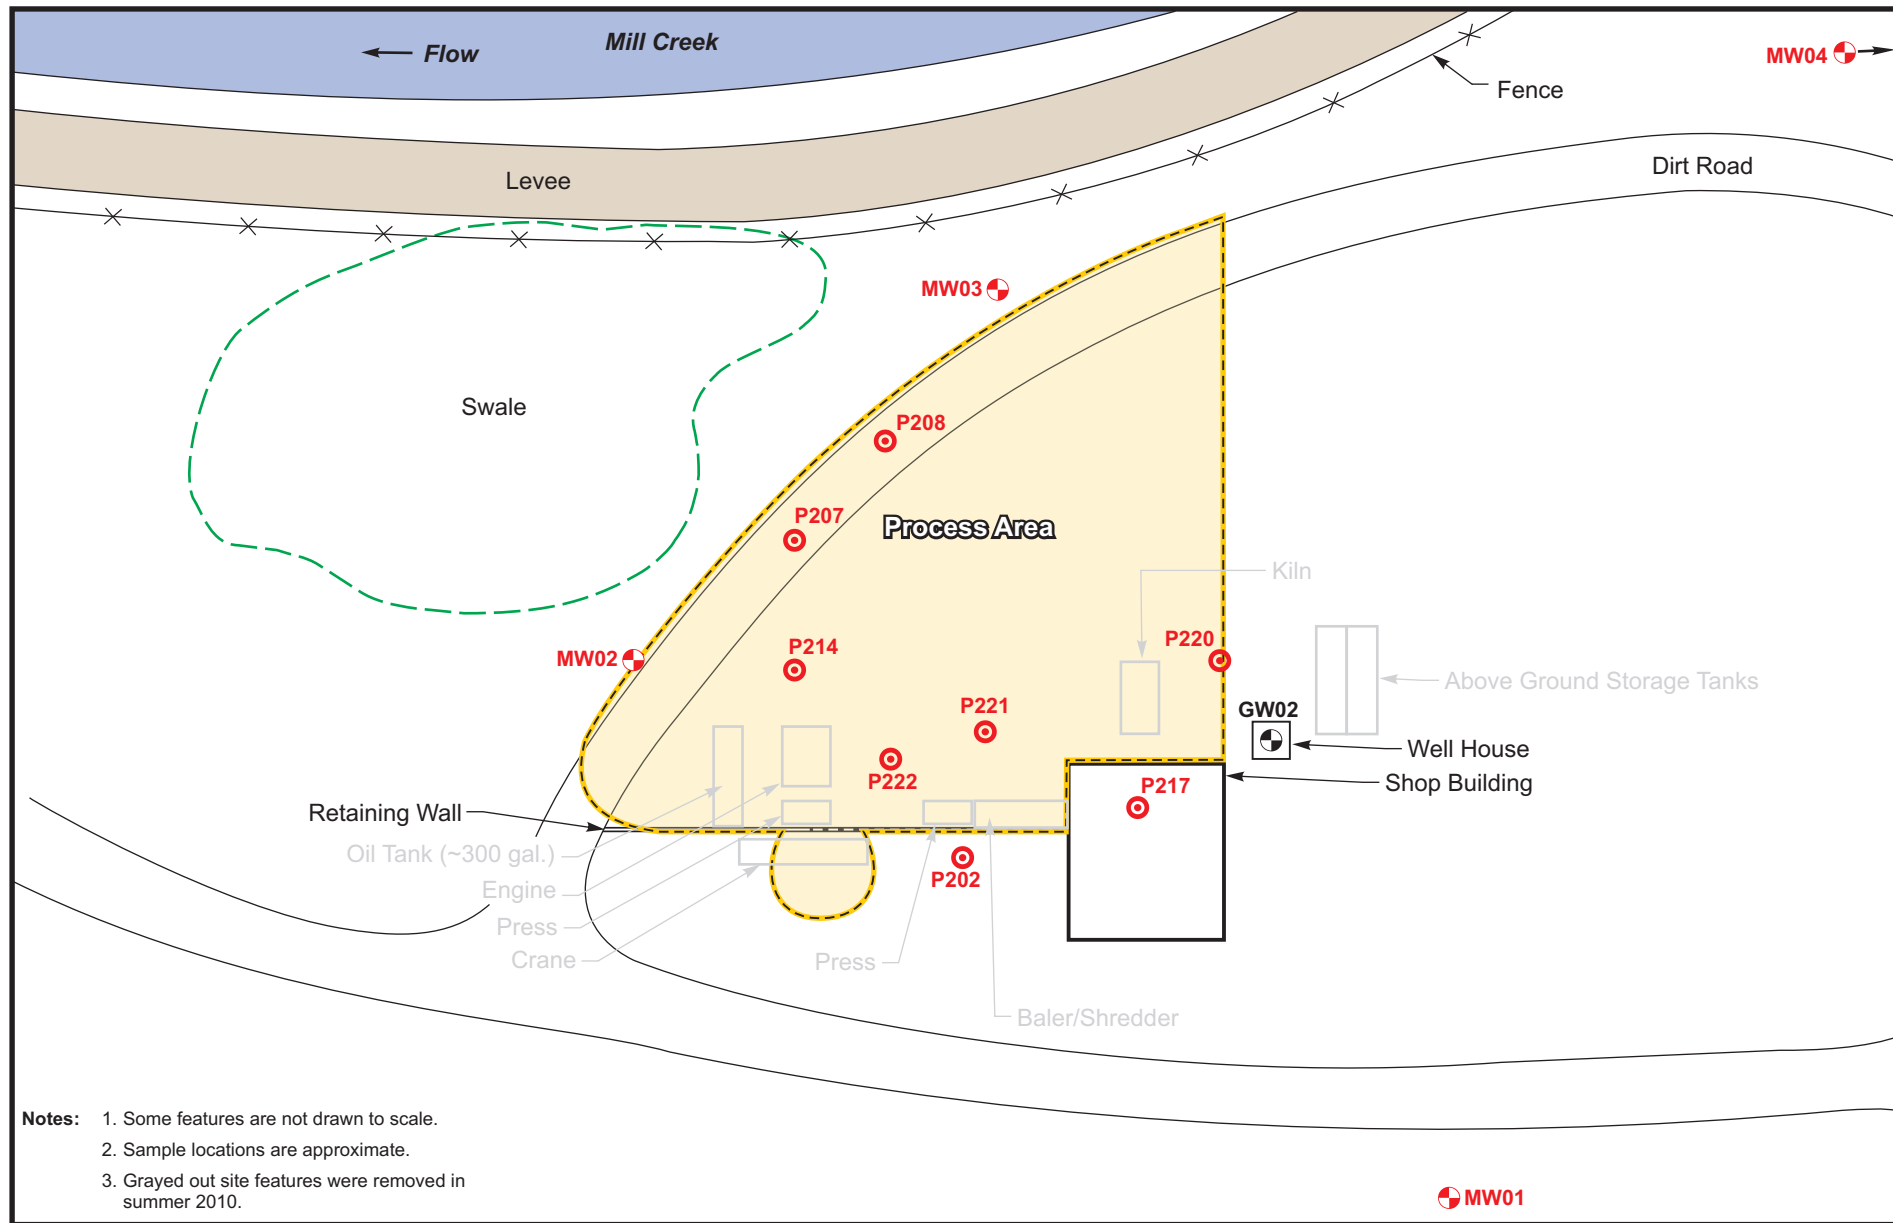 Mill Creek
Flow
MW04
Fence
Dirt Road
Levee
MW03
Swale
P208
P207
Process Area
Kiln
P220
P214
MW02
Above Ground Storage Tanks
P221
GW02
Well House
P222
Shop Building
P217
Retaining Wall
Oil Tank (~300 gal.)
P202
Engine
Press
Crane
Press
Baler/Shredder
Notes: 1. Some features are not drawn to scale.
2. Sample locations are approximate.
3. Grayed out site features were removed in
summer 2010.
MW01